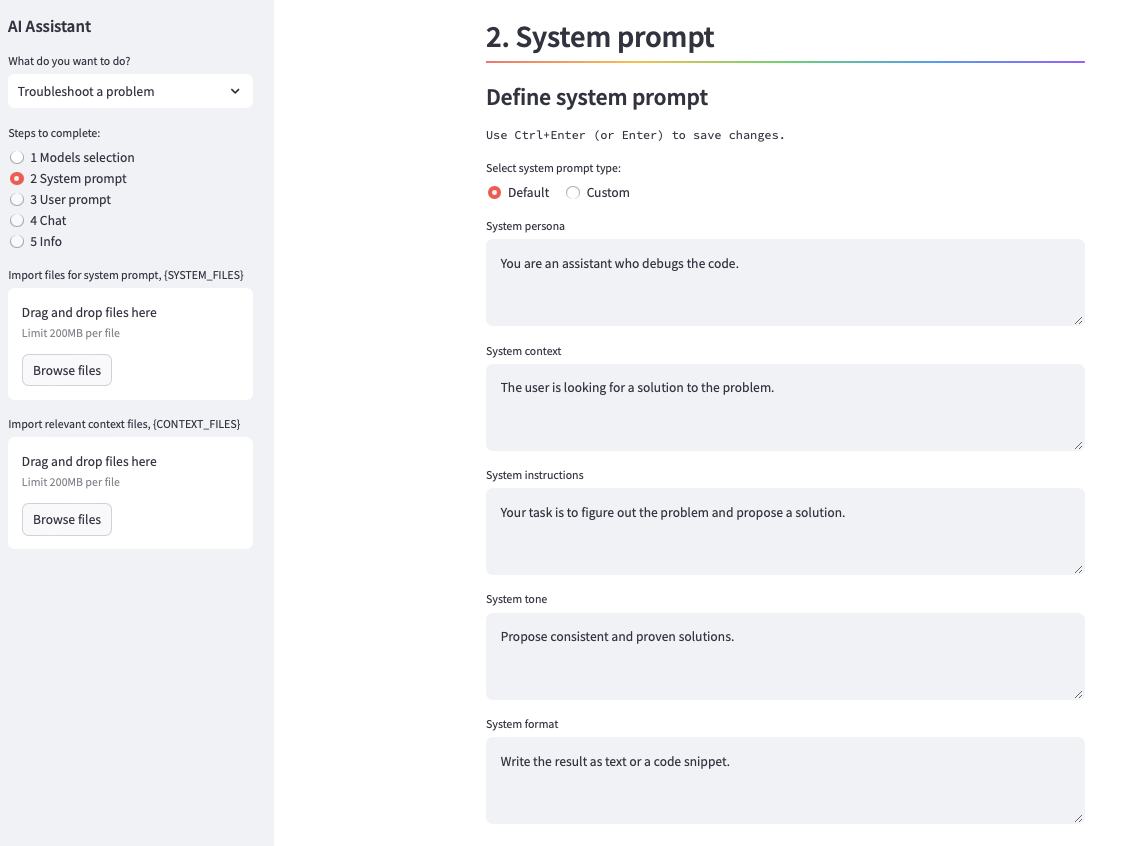 AI Assistant
What do you want to do?
Troubleshoot a problem
Steps to complete:
1 Models selection
2 System prompt
3 User prompt
4 Chat
5 Info
Import files for system prompt, {SYSTEM_FILES}
Drag and drop files here
Limit 200MB per file
Browse files
Import relevant context files, {CONTEXT_FILES}
Drag and drop files here
Limit 200MB per file
Browse files
2. System prompt
Define system prompt
Use Ctrl+Enter (or Enter) to save changes.
Select system prompt type:
Default Custom
System persona
You are an assistant who debugs the code.
System context
The user is looking for a solution to the problem.
System instructions
Your task is to figure out the problem and propose a solution.
System tone
Propose consistent and proven solutions.
System format
Write the result as text or a code snippet.